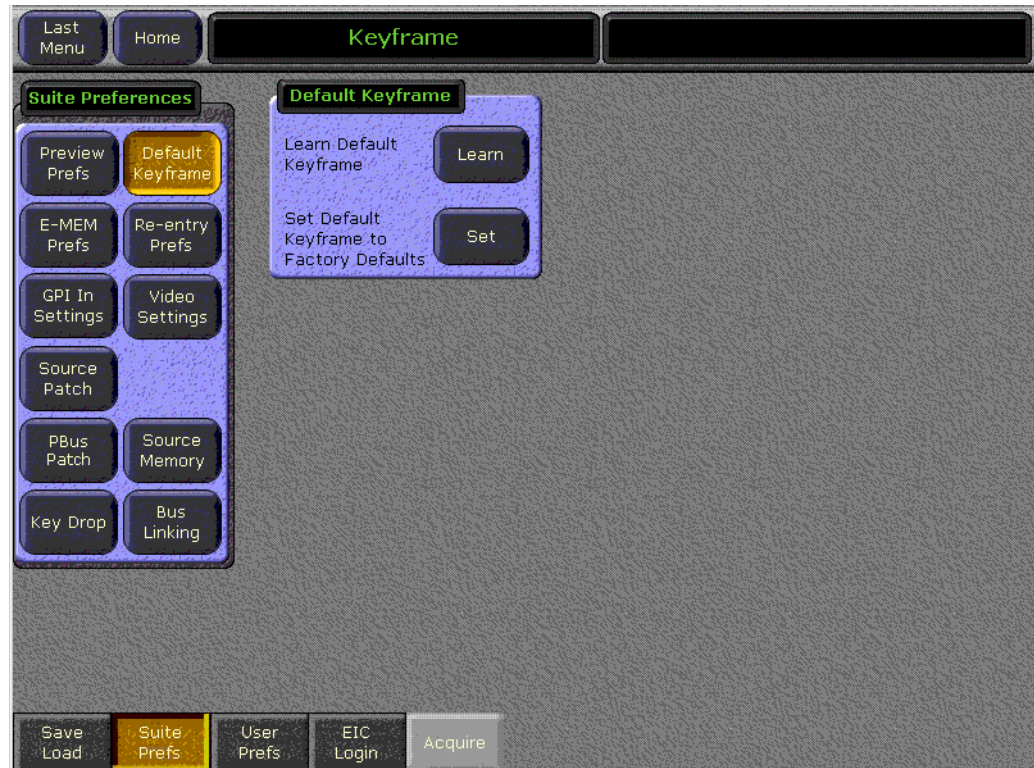 Last
Menu
Home
Keyframe
Suite Preferences
Preview
Prefs
Default
Keyframe
E-MEM
Prefs
Re-entry
Prefs
GPI In
Settings
Video
Settings
Source
Patch
PBus
Patch
Source
Memory
Key Drop
Bus
Linking
Default Keyframe
Learn Default
Keyframe
Learn
Set Default
Keyframe to
Factory Defaults
Set
Save
Load
Suite
Prefs
User
Prefs
EIC
Login
Acquire